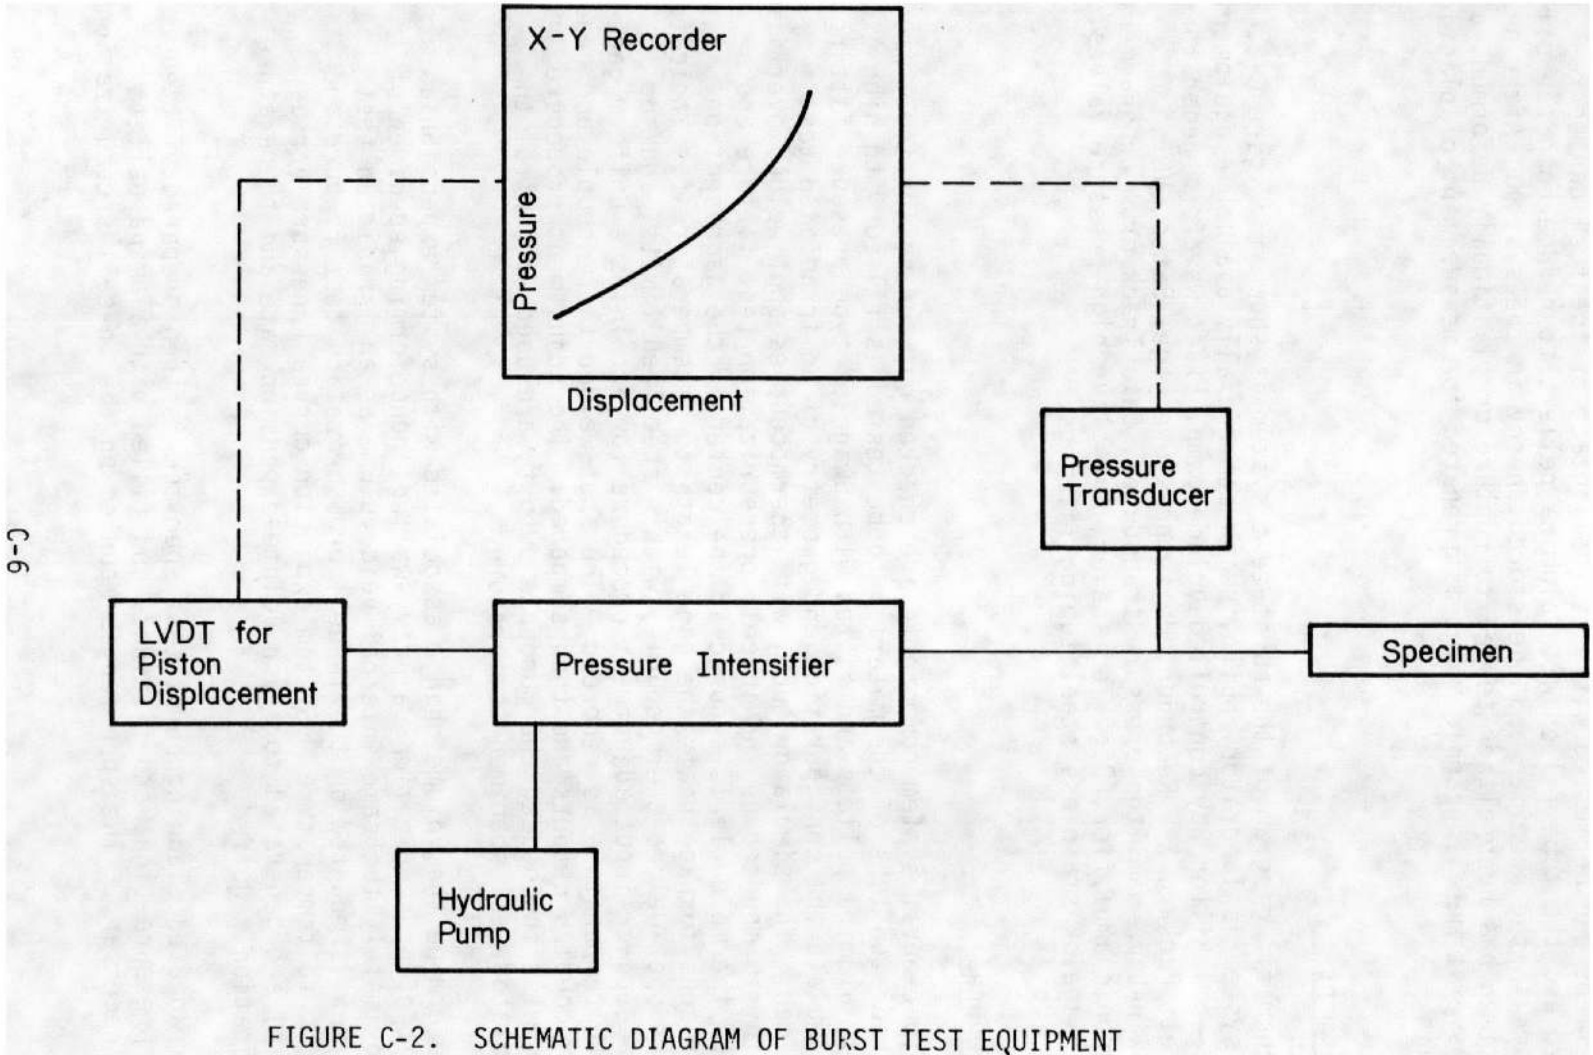 X-Y Recorder
Pressure
Displacement
Pressure
Transducer
LVDT for
Piston
Displacement
Pressure Intensifier
Specimen
Hydraulic
Pump
C-6
FIGURE C-2. SCHEMATIC DIAGRAM OF BURST TEST EQUIPMENT